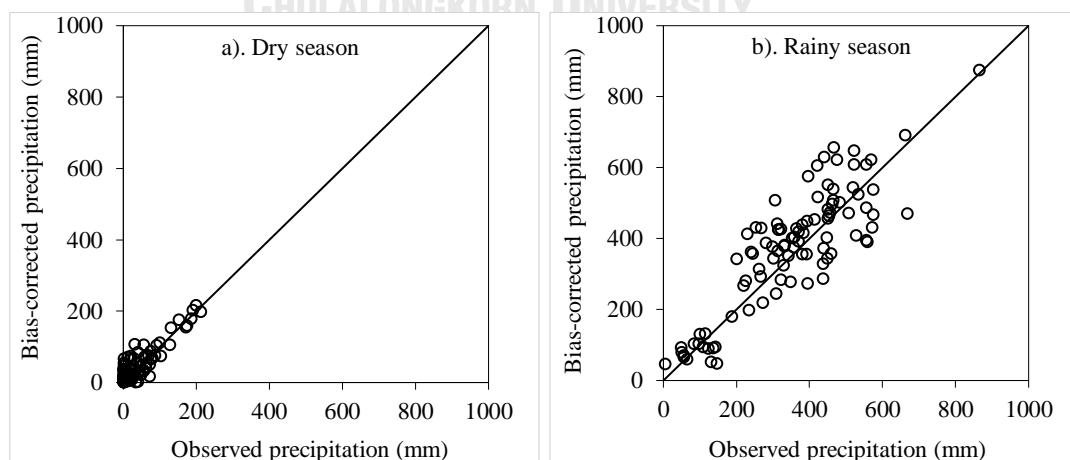 CHULALONGKORN UNIVERSITY
a). Dry season
Bias-corrected precipitation (mm)
1000
800
600
400
200
0
0 200 400 600 800 1000
Observed precipitation (mm)
b). Rainy season
Bias-corrected precipitation (mm)
1000
800
600
400
200
0
0 200 400 600 800 1000
Observed precipitation (mm)